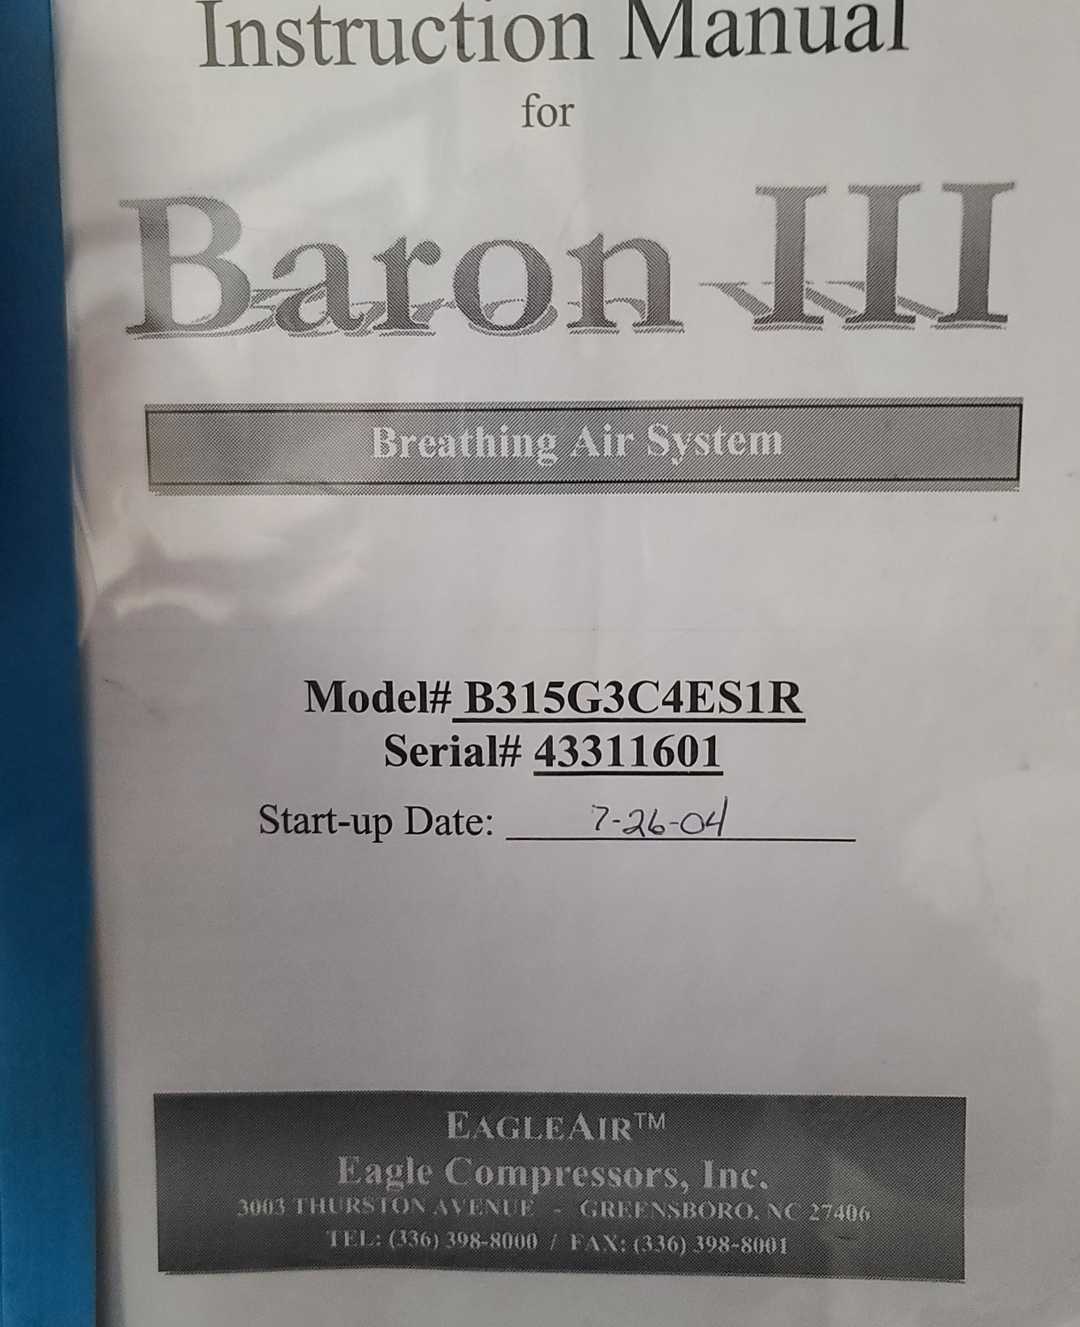 Instruction Manual
for
Baron III
Breathing Air System
Model# B315G3C4ES1R
Serial# 43311601
Start-up Date: 7-26-04
EAGLEAIR™
Eagle Compressors, Inc.
3003 THURSTON AVENUE - GREENSBORO, NC 27406
TEL: (336) 398-8000 / FAX: (336) 398-8001